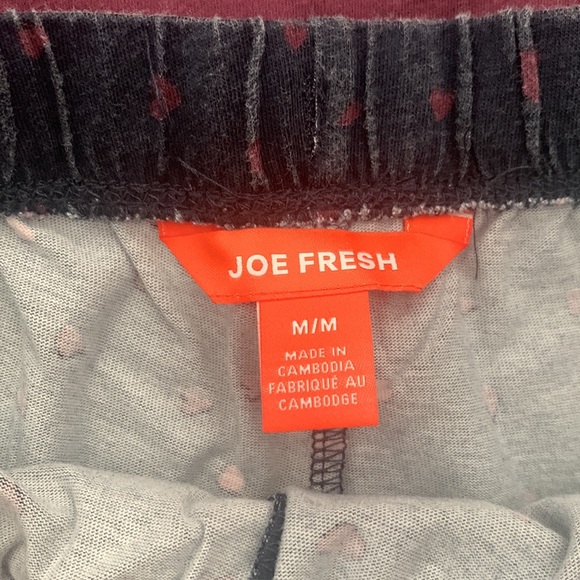 JOE FRESH
M/M
MADE IN
CAMBODIA
FABRIQUÉ AU
CAMBODGE